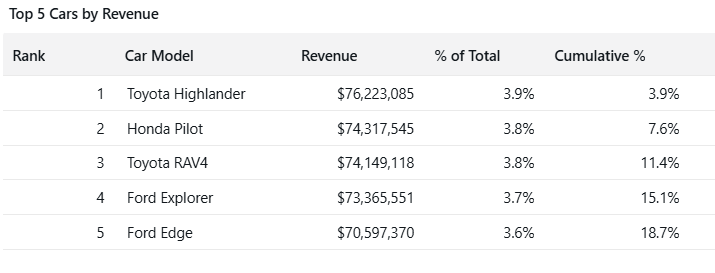 Top 5 Cars by Revenue
Rank Car Model Revenue % of Total Cumulative %
1 Toyota Highlander $76,223,085 3.9% 3.9%
2 Honda Pilot $74,317,545 3.8% 7.6%
3 Toyota RAV4 $74,149,118 3.8% 11.4%
4 Ford Explorer $73,365,551 3.7% 15.1%
5 Ford Edge $70,597,370 3.6% 18.7%